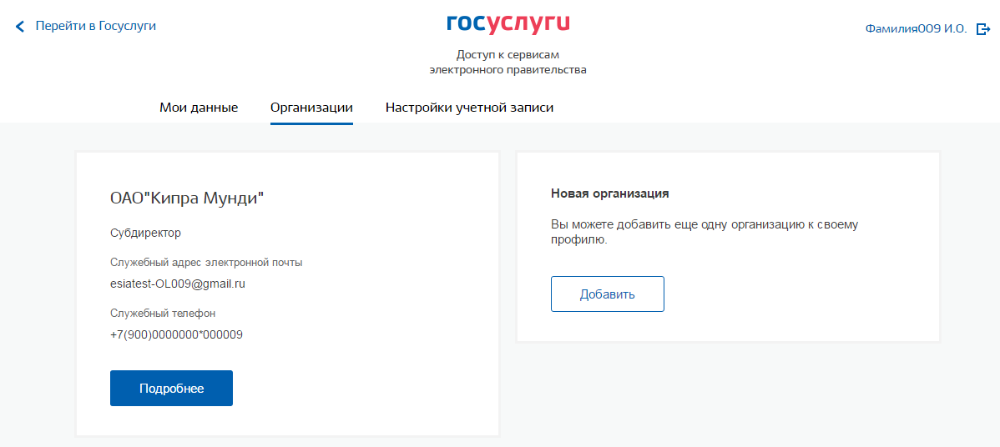 Перейти в Госуслуги
госуслуги
Фамилия009 И.О.
Доступ к сервисам
электронного правительства
Мои данные
Организации
Настройки учетной записи
ОАО"Кипра Мунди"
Субдиректор
Служебный адрес электронной почты
esiatest-OL009@gmail.ru
Служебный телефон
+7(900)0000000*000009
Подробнее
Новая организация
Вы можете добавить еще одну организацию к своему
профилю.
Добавить